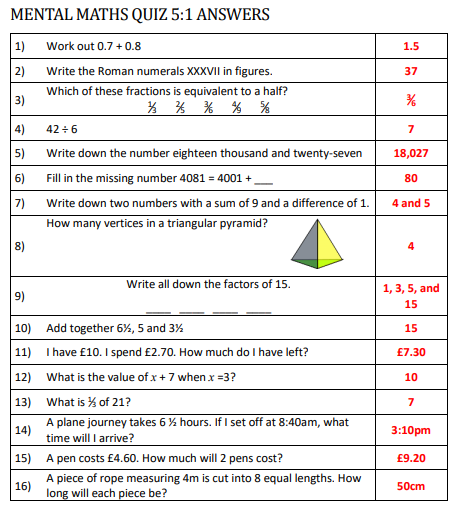 MENTAL MATHS QUIZ 5:1 ANSWERS
1) Work out 0.7 + 0.8 1.5
2) Write the Roman numerals XXXVII in figures. 37
Which of these fractions is equivalent to a half?
3) ⅓ ⅖ 3/6 ⅝ 3/6
4) 42 ÷ 6 7
5) Write down the number eighteen thousand and twenty-seven 18,027
6) Fill in the missing number 4081 = 4001 + ___ 80
7) Write down two numbers with a sum of 9 and a difference of 1. 4 and 5
How many vertices in a triangular pyramid?
8) 4
Write all down the factors of 15.
9) ____ ____ ____ ____ 1, 3, 5, and
15
10) Add together 6½, 5 and 3½ 15
11) I have £10. I spend £2.70. How much do I have left? £7.30
12) What is the value of x + 7 when x =3? 10
13) What is ⅓ of 21? 7
14) A plane journey takes 6 ½ hours. If I set off at 8:40am, what
time will I arrive? 3:10pm
15) A pen costs £4.60. How much will 2 pens cost? £9.20
16) A piece of rope measuring 4m is cut into 8 equal lengths. How
long will each piece be? 50cm